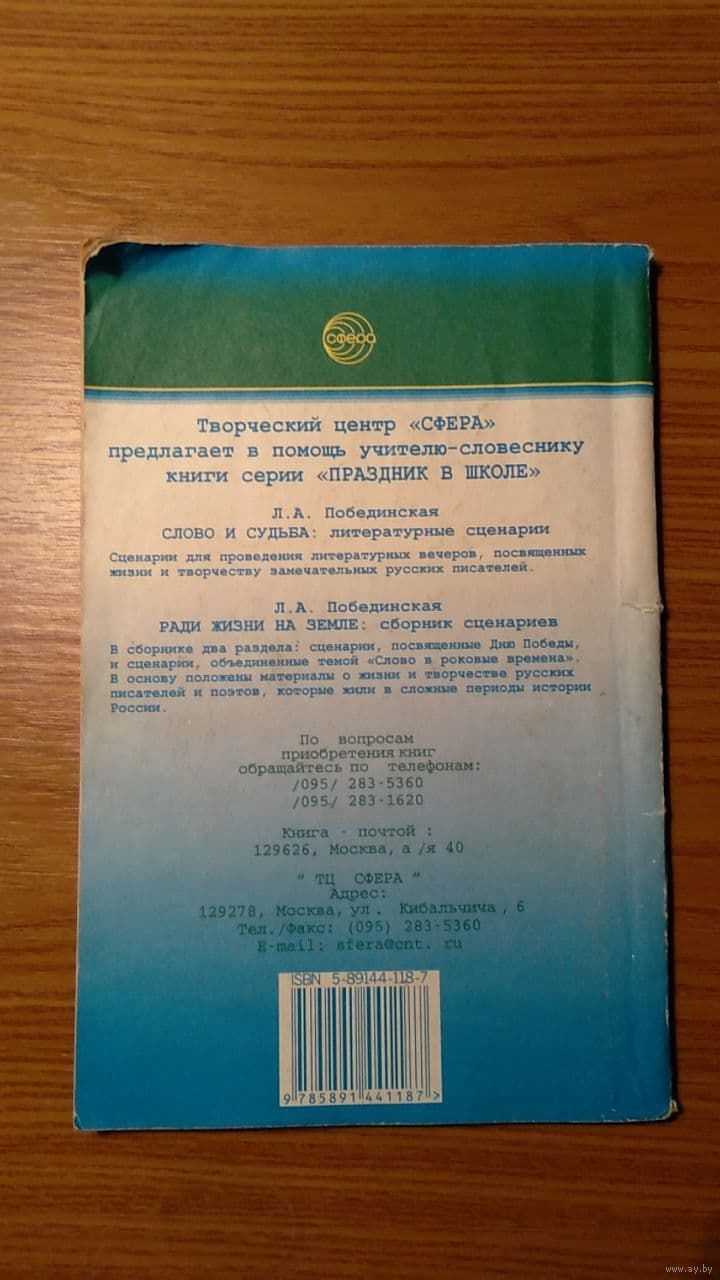 сфера
Творческий центр «СФЕРА»
предлагает в помощь учителю-словеснику
книги серии «ПРАЗДНИК В ШКОЛЕ»
Л.А. Побединская
СЛОВО И СУДЬБА: литературные сценарии
Сценарии для проведения литературных вечеров, посвященных
жизни и творчеству замечательных русских писателей.
Л.А. Побединская
РАДИ ЖИЗНИ НА ЗЕМЛЕ: сборник сценариев
В сборнике два раздела: сценарии, посвященные Дню Победы,
и сценарии, объединенные темой «Слово в роковые времена».
В основу положены материалы о жизни и творчестве русских
писателей и поэтов, которые жили в сложные периоды истории
России.
По вопросам
приобретения книг
обращайтесь по телефонам:
/095/ 283-5360
/095/ 283-1620
Книга - почтой :
129626, Москва, а /я 40
" ТЦ СФЕРА "
Адрес:
129278, Москва, ул. Кибальчича, 6
Тел./Факс: (095) 283-5360
E-mail: sfera@cnt. ru
ISBN 5-89144-118-7
9 785891 441187 >
www.ay.by